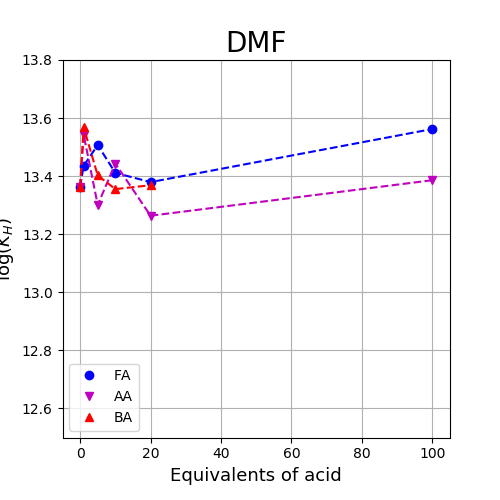 DMF
13.8
13.6
13.4
13.2
13.0
12.8
12.6
log(K_H)
FA
AA
BA
0 20 40 60 80 100
Equivalents of acid